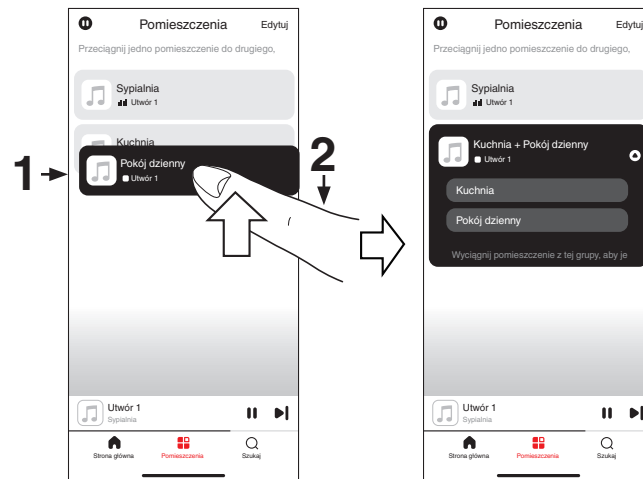 Pomieszczenia Edytuj
Przeciągnij jedno pomieszczenie do drugiego,
Sypialnia
Utwór 1
Kuchnia
Pokój dzienny
Utwór 1
1
2
Utwór 1
Sypialnia
Strona główna Pomieszczenia Szukaj
Pomieszczenia Edytuj
Przeciągnij jedno pomieszczenie do drugiego,
Sypialnia
Utwór 1
Kuchnia + Pokój dzienny
Utwór 1
Kuchnia
Pokój dzienny
Wyciągnij pomieszczenie z tej grupy, aby je
Utwór 1
Sypialnia
Strona główna Pomieszczenia Szukaj